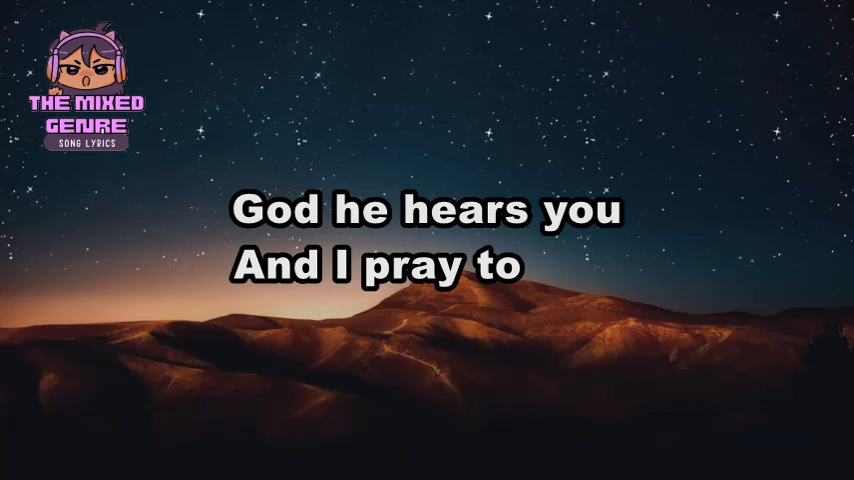 THE MIXED
GENRE
SONG LYRICS
God he hears you
And I pray to